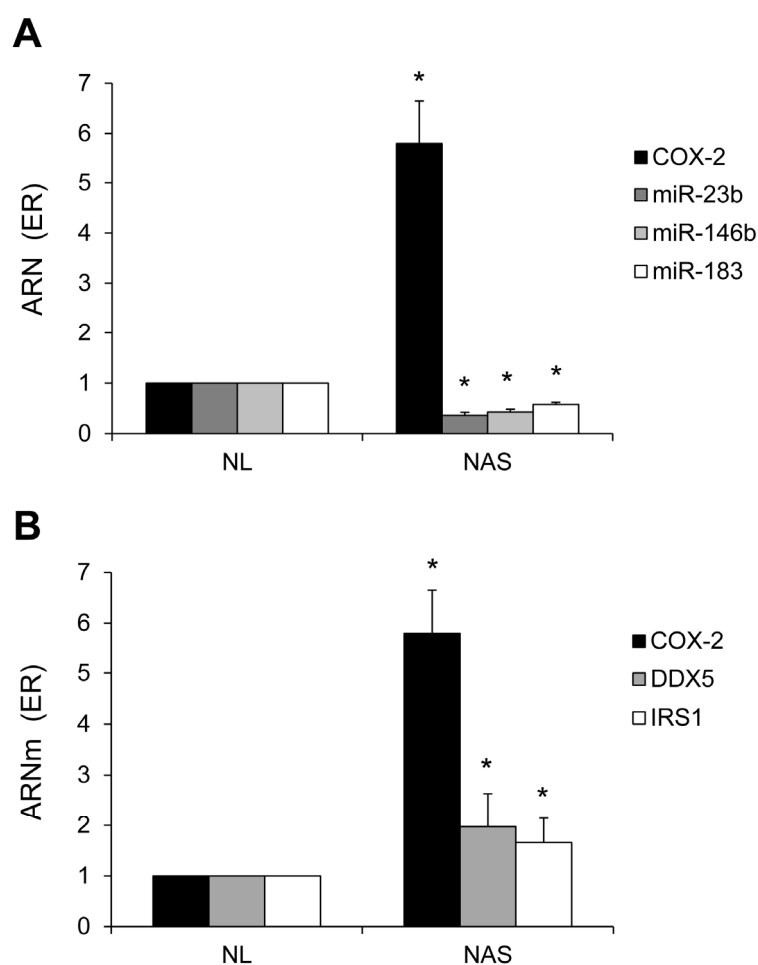 A
ARN (ER)
7
6
5
4
3
2
1
0
*
*
*
*
NL
NAS
COX-2
miR-23b
miR-146b
miR-183
B
ARNm (ER)
7
6
5
4
3
2
1
0
*
*
*
NL
NAS
COX-2
DDX5
IRS1